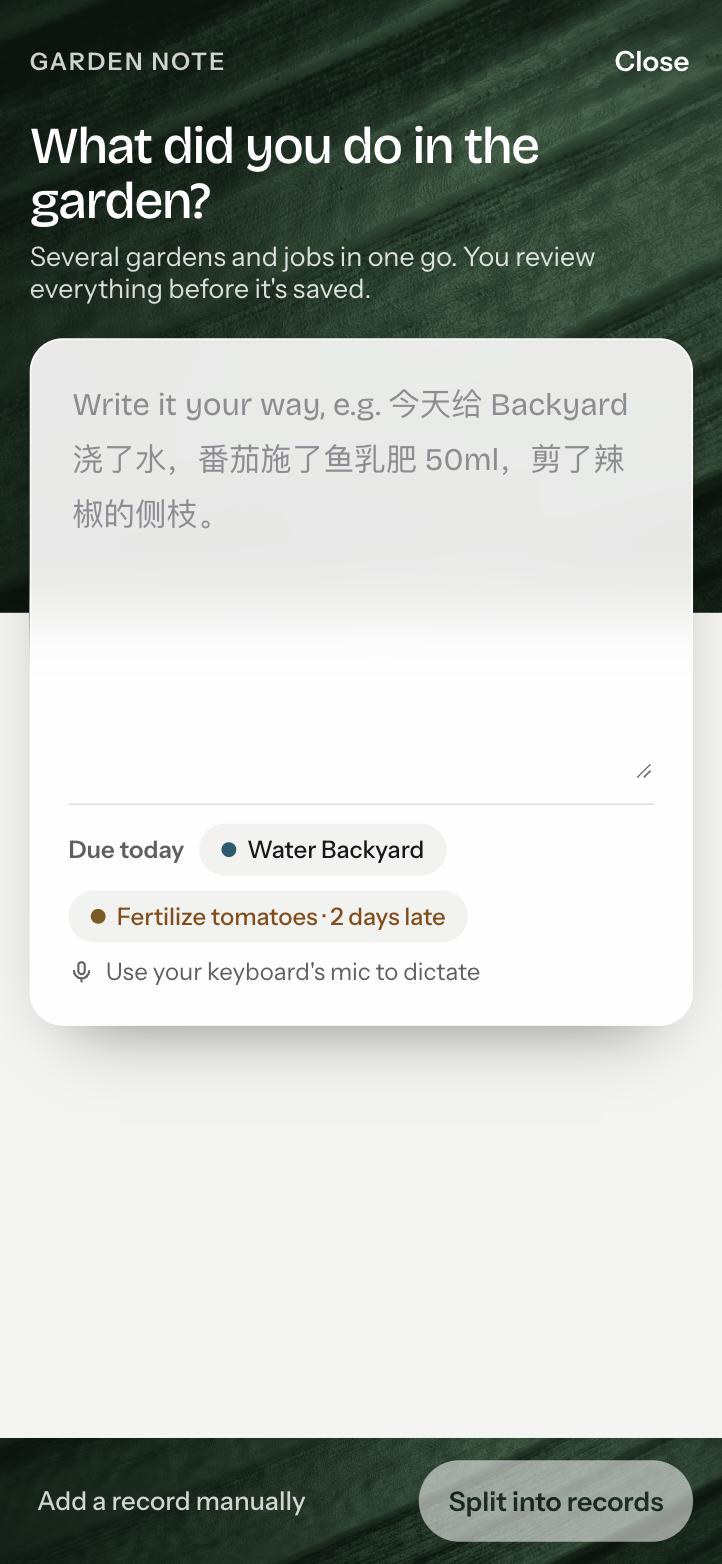 GARDEN NOTE
Close
What did you do in the
garden?
Several gardens and jobs in one go. You review
everything before it's saved.
Write it your way, e.g. 今天给 Backyard
浇了水，番茄施了鱼乳肥 50ml，剪了辣
椒的侧枝。
Due today
Water Backyard
Fertilize tomatoes · 2 days late
Use your keyboard's mic to dictate
Add a record manually
Split into records